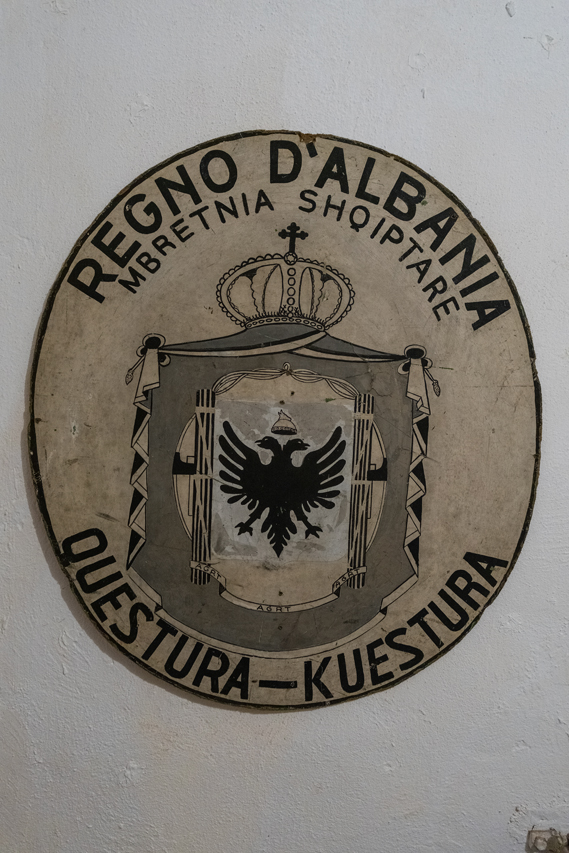 REGNO D'ALBANIA
MBRETNIA SHQIPTARE
QUESTURA—KUESTURA